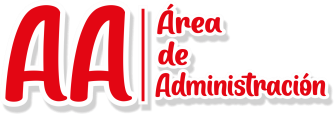 AA
Área
de
Administración